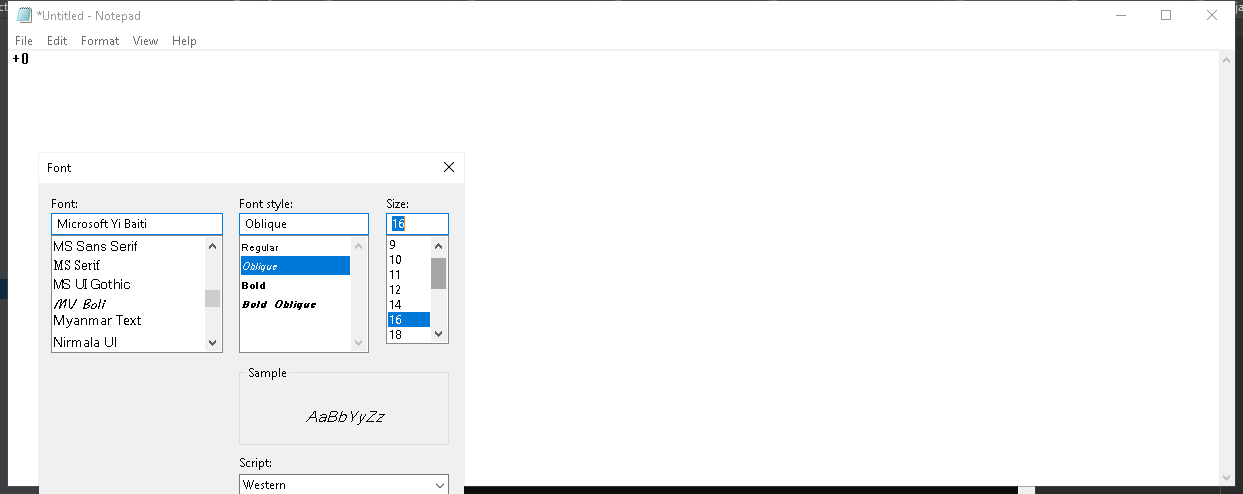 *Untitled - Notepad
File Edit Format View Help
+0
Font
Font: Font style: Size:
Microsoft Yi Baiti Oblique 16
MS Sans Serif Regular 9
MS Serif Oblique 10
MS UI Gothic Bold 11
MV Boli Bold Oblique 12
Myanmar Text 14
Nirmala UI 16
18
Sample
AaBbYyZz
Script:
Western